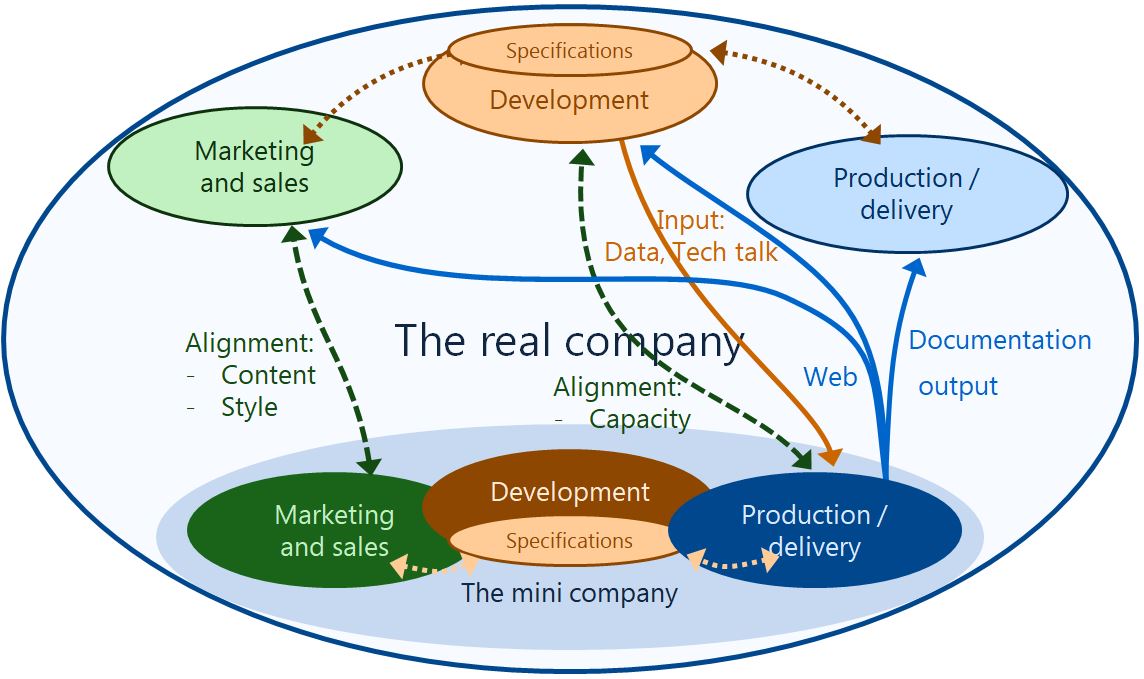 Specifications
Development
Marketing
and sales
Production /
delivery
Input:
Data, Tech talk
The real company
Alignment:
- Content
- Style
Alignment:
- Capacity
Web
Documentation
output
Development
Specifications
Marketing
and sales
Production /
delivery
The mini company